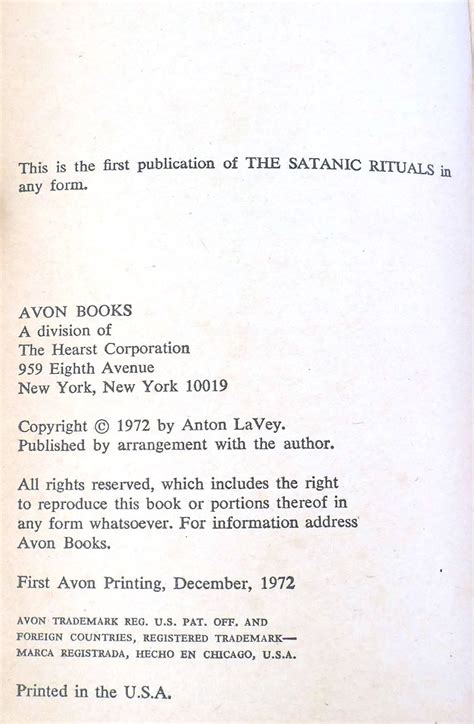 This is the first publication of THE SATANIC RITUALS in
any form.
AVON BOOKS
A division of
The Hearst Corporation
959 Eighth Avenue
New York, New York 10019
Copyright © 1972 by Anton LaVey.
Published by arrangement with the author.
All rights reserved, which includes the right
to reproduce this book or portions thereof in
any form whatsoever. For information address
Avon Books.
First Avon Printing, December, 1972
AVON TRADEMARK REG. U.S. PAT. OFF. AND
FOREIGN COUNTRIES, REGISTERED TRADEMARK—
MARCA REGISTRADA, HECHO EN CHICAGO, U.S.A.
Printed in the U.S.A.